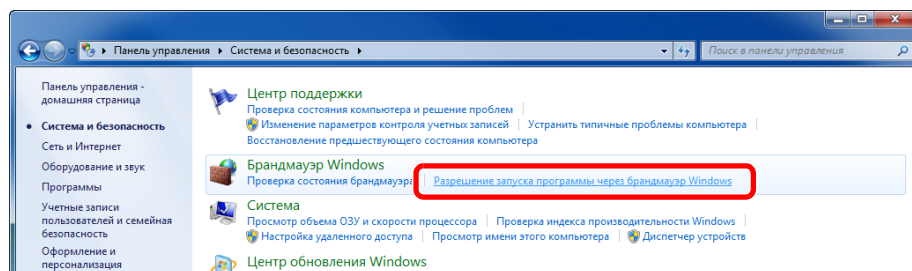 Панель управления ▸ Система и безопасность ▸
Поиск в панели управления
Панель управления -
домашняя страница
Система и безопасность
Сеть и Интернет
Оборудование и звук
Программы
Учетные записи
пользователей и семейная
безопасность
Оформление и
персонализация
Центр поддержки
Проверка состояния компьютера и решение проблем
Изменение параметров контроля учетных записей
Устранить типичные проблемы компьютера
Восстановление предшествующего состояния компьютера
Брандмауэр Windows
Проверка состояния брандмауэра
Разрешение запуска программы через брандмауэр Windows
Система
Просмотр объема ОЗУ и скорости процессора
Проверка индекса производительности Windows
Настройка удаленного доступа
Просмотр имени этого компьютера
Диспетчер устройств
Центр обновления Windows